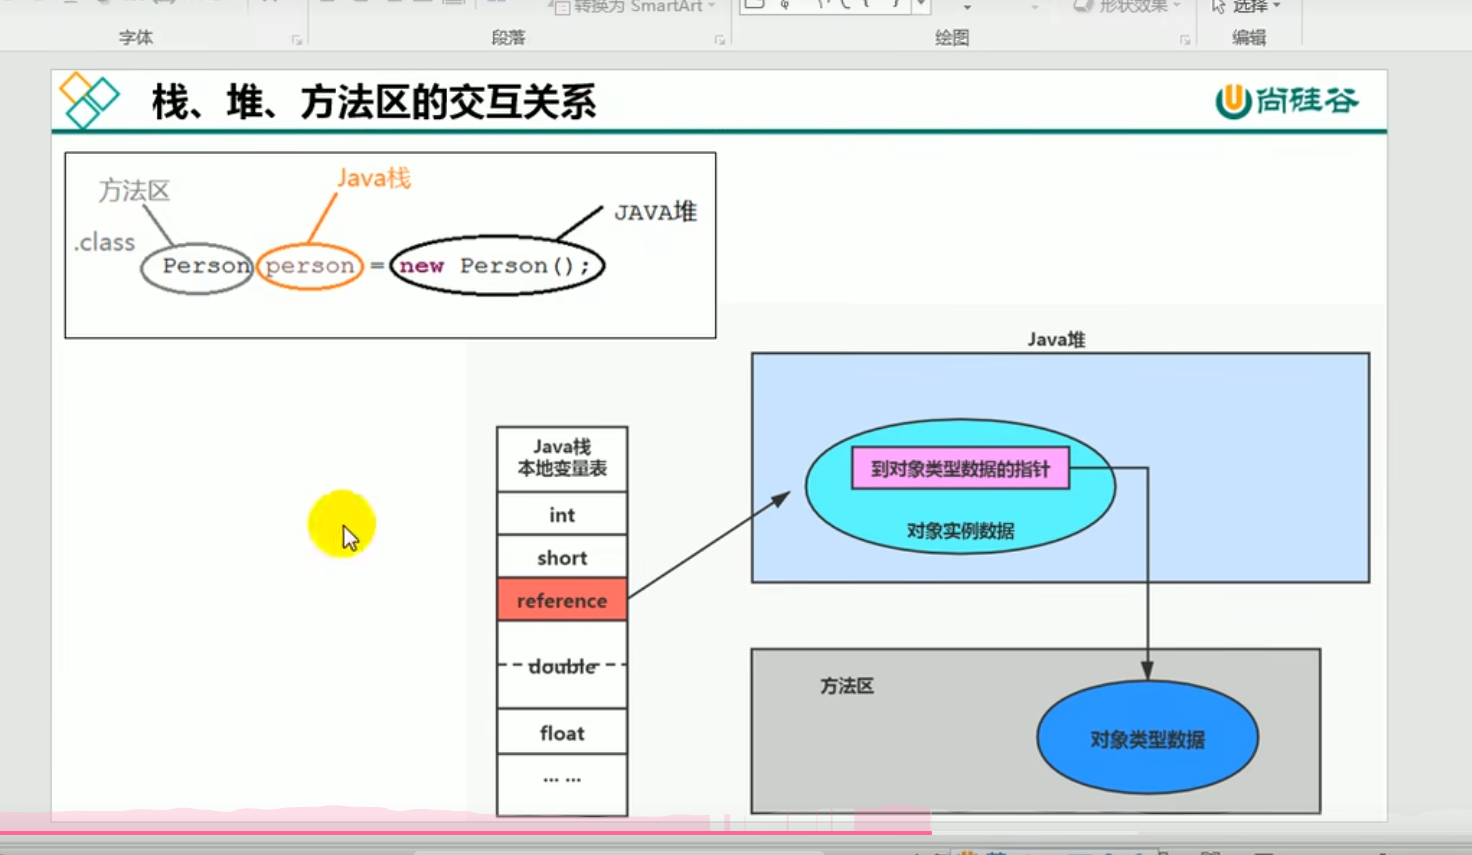 转换为 SmartArt
形状效果
选择
字体
段落
绘图
编辑
栈、堆、方法区的交互关系
尚硅谷
方法区
Java栈
JAVA堆
.class
Person person = new Person();
Java堆
Java栈
本地变量表
int
short
reference
double
float
... ...
到对象类型数据的指针
对象实例数据
方法区
对象类型数据